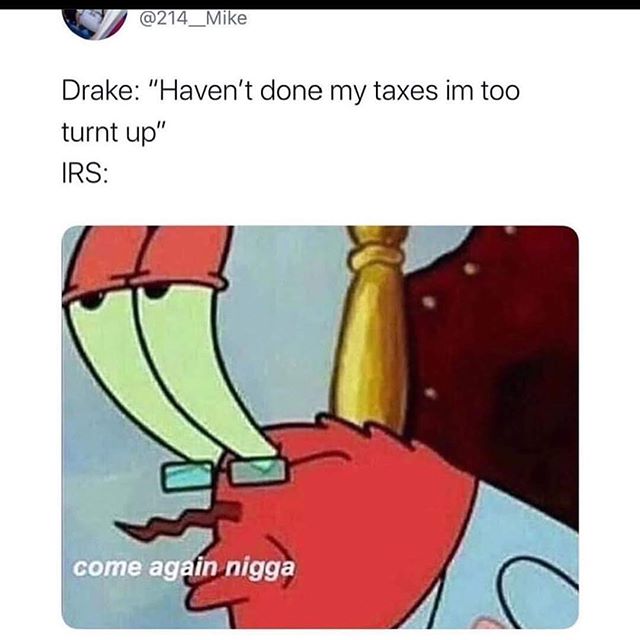 @214__Mike
Drake: "Haven't done my taxes im too
turnt up"
IRS:
come again nigga